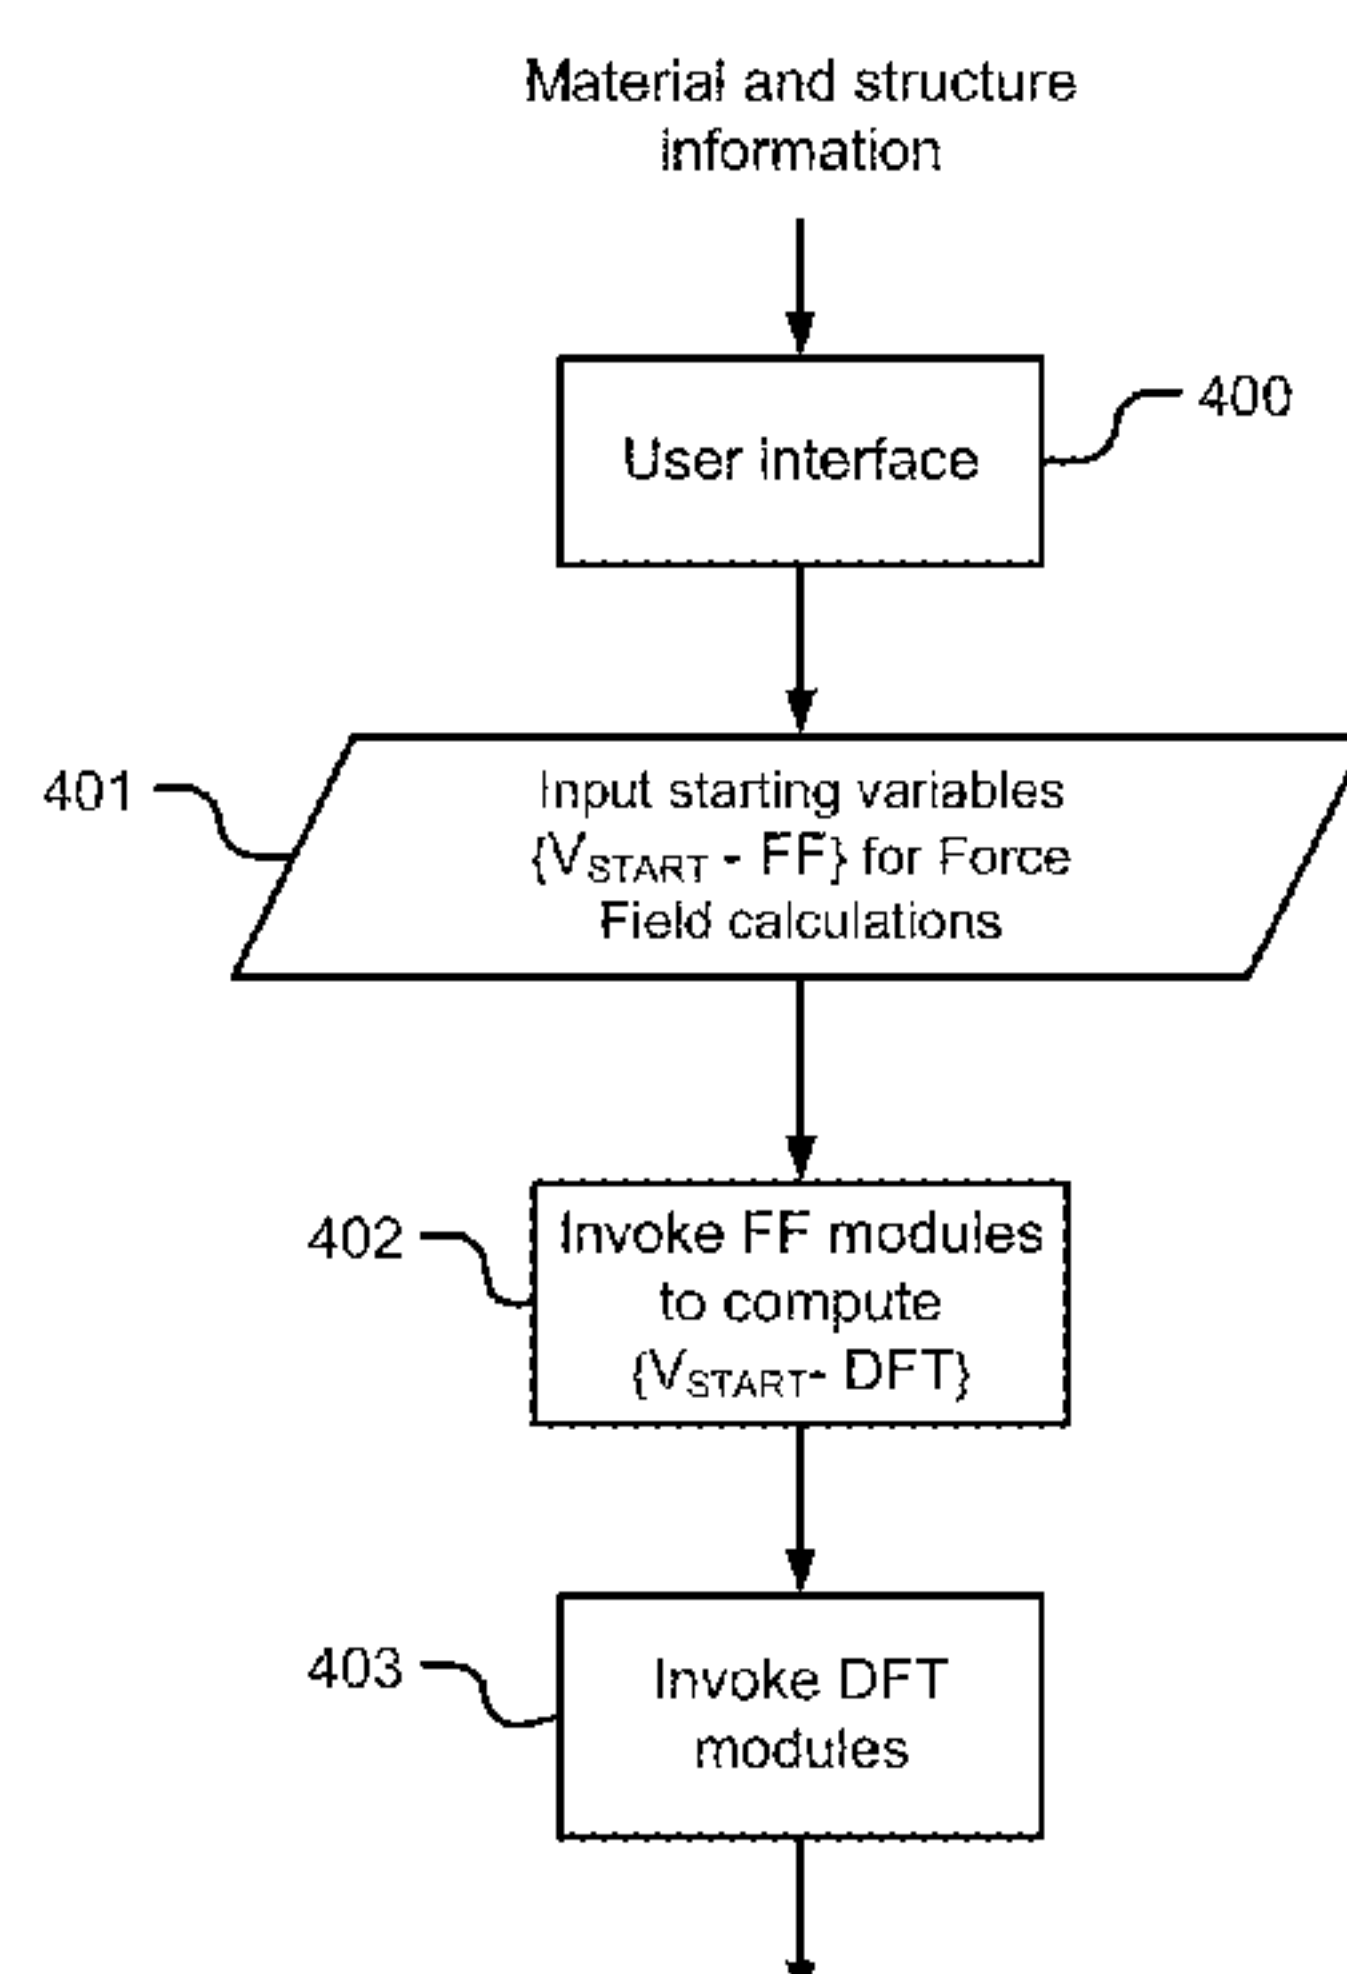 Material and structure
information
400
User interface
401
Input starting variables
{VSTART - FF} for Force
Field calculations
402
Invoke FF modules
to compute
{VSTART- DFT}
403
Invoke DFT
modules